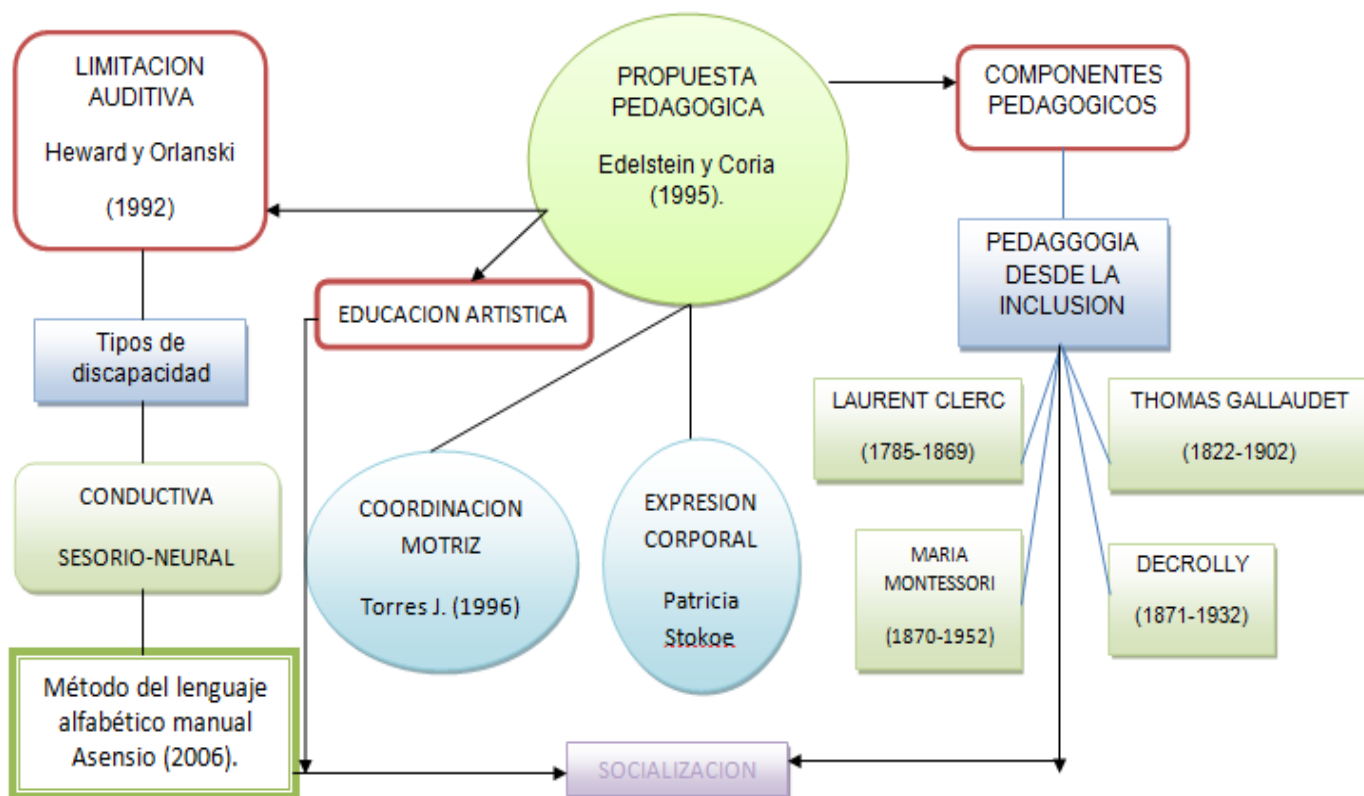 LIMITACION
AUDITIVA
Heward y Orlanski
(1992)
PROPUESTA
PEDAGOGICA
Edelstein y Coria
(1995).
COMPONENTES
PEDAGOGICOS
PEDAGGOGIA
DESDE LA
INCLUSION
EDUCACION ARTISTICA
Tipos de
discapacidad
LAURENT CLERC
(1785-1869)
THOMAS GALLAUDET
(1822-1902)
CONDUCTIVA
SESORIO-NEURAL
COORDINACION
MOTRIZ
Torres J. (1996)
EXPRESION
CORPORAL
Patricia
Stokoe
MARIA
MONTESSORI
(1870-1952)
DECROLLY
(1871-1932)
Método del lenguaje
alfabético manual
Asensio (2006).
SOCIALIZACION